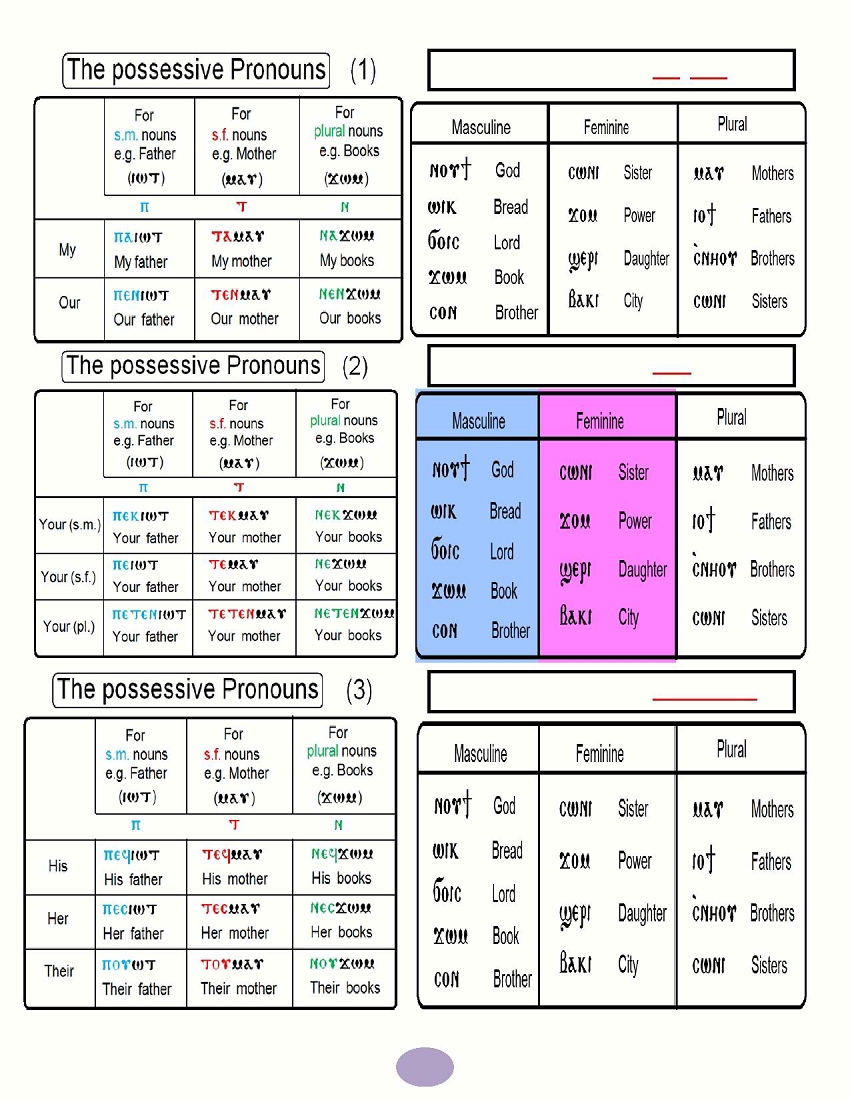 The possessive Pronouns (1)
For s.m. nouns e.g. Father (ⲓⲱⲧ)
For s.f. nouns e.g. Mother (ⲙⲁⲩ)
For plural nouns e.g. Books (ϫⲱⲙ)
ⲡ ⲧ ⲛ
My ⲡⲁⲓⲱⲧ ⲧⲁⲙⲁⲩ ⲛⲁϫⲱⲙ
My father My mother My books
Our ⲡⲉⲛⲓⲱⲧ ⲧⲉⲛⲙⲁⲩ ⲛⲉⲛϫⲱⲙ
Our father Our mother Our books
Masculine Feminine Plural
ⲛⲟⲩϯ God ⲥⲱⲛⲓ Sister ⲙⲁⲩ Mothers
ⲱⲓⲕ Bread ϫⲟⲙ Power ⲓⲟϯ Fathers
ϭⲟⲓⲥ Lord ϣⲉⲣⲓ Daughter ⲥ̀ⲛⲏⲟⲩ Brothers
ϫⲱⲙ Book ⲃⲁⲕⲓ City ⲥⲱⲛⲓ Sisters
ⲥⲟⲛ Brother
The possessive Pronouns (2)
For s.m. nouns e.g. Father (ⲓⲱⲧ)
For s.f. nouns e.g. Mother (ⲙⲁⲩ)
For plural nouns e.g. Books (ϫⲱⲙ)
ⲡ ⲧ ⲛ
Your (s.m.) ⲡⲉⲕⲓⲱⲧ ⲧⲉⲕⲙⲁⲩ ⲛⲉⲕϫⲱⲙ
Your father Your mother Your books
Your (s.f.) ⲡⲉⲓⲱⲧ ⲧⲉⲙⲁⲩ ⲛⲉϫⲱⲙ
Your father Your mother Your books
Your (pl.) ⲡⲉⲧⲉⲛⲓⲱⲧ ⲧⲉⲧⲉⲛⲙⲁⲩ ⲛⲉⲧⲉⲛϫⲱⲙ
Your father Your mother Your books
Masculine Feminine Plural
ⲛⲟⲩϯ God ⲥⲱⲛⲓ Sister ⲙⲁⲩ Mothers
ⲱⲓⲕ Bread ϫⲟⲙ Power ⲓⲟϯ Fathers
ϭⲟⲓⲥ Lord ϣⲉⲣⲓ Daughter ⲥ̀ⲛⲏⲟⲩ Brothers
ϫⲱⲙ Book ⲃⲁⲕⲓ City ⲥⲱⲛⲓ Sisters
ⲥⲟⲛ Brother
The possessive Pronouns (3)
For s.m. nouns e.g. Father (ⲓⲱⲧ)
For s.f. nouns e.g. Mother (ⲙⲁⲩ)
For plural nouns e.g. Books (ϫⲱⲙ)
ⲡ ⲧ ⲛ
His ⲡⲉϥⲓⲱⲧ ⲧⲉϥⲙⲁⲩ ⲛⲉϥϫⲱⲙ
His father His mother His books
Her ⲡⲉⲥⲓⲱⲧ ⲧⲉⲥⲙⲁⲩ ⲛⲉⲥϫⲱⲙ
Her father Her mother Her books
Their ⲡⲟⲩⲱⲧ ⲧⲟⲩⲙⲁⲩ ⲛⲟⲩϫⲱⲙ
Their father Their mother Their books
Masculine Feminine Plural
ⲛⲟⲩϯ God ⲥⲱⲛⲓ Sister ⲙⲁⲩ Mothers
ⲱⲓⲕ Bread ϫⲟⲙ Power ⲓⲟϯ Fathers
ϭⲟⲓⲥ Lord ϣⲉⲣⲓ Daughter ⲥ̀ⲛⲏⲟⲩ Brothers
ϫⲱⲙ Book ⲃⲁⲕⲓ City ⲥⲱⲛⲓ Sisters
ⲥⲟⲛ Brother